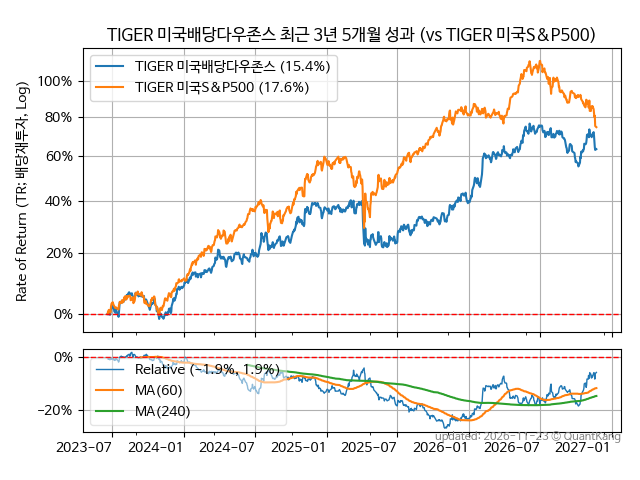 TIGER 미국배당다우존스 최근 3년 5개월 성과 (vs TIGER 미국S&P500)
Rate of Return (TR: 배당재투자, Log)
TIGER 미국배당다우존스 (15.4%)
TIGER 미국S&P500 (17.6%)
100%
80%
60%
40%
20%
0%
0%
−20%
Relative (−1.9%, 1.9%)
MA(60)
MA(240)
updated: 2026-11-23 © QuantKang
2023-07 2024-01 2024-07 2025-01 2025-07 2026-01 2026-07 2027-01